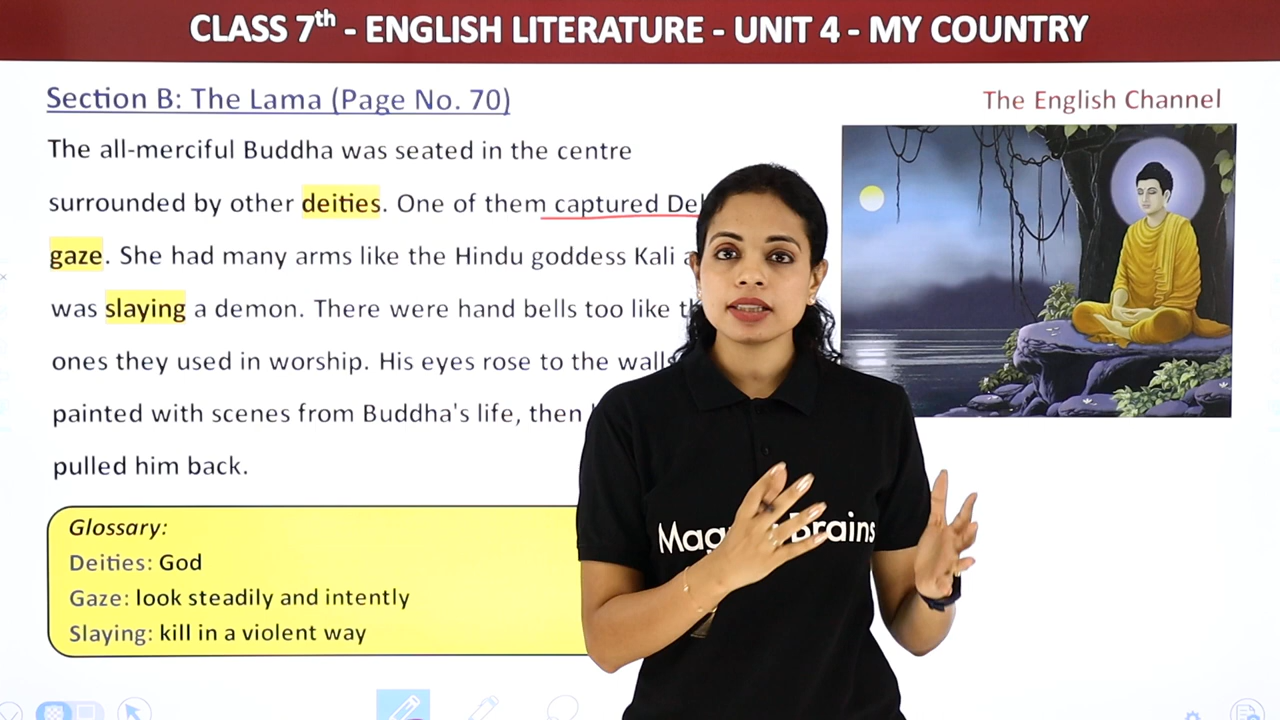 CLASS 7th - ENGLISH LITERATURE - UNIT 4 - MY COUNTRY
Section B: The Lama (Page No. 70)
The English Channel
The all-merciful Buddha was seated in the centre
surrounded by other deities. One of them captured
gaze. She had many arms like the Hindu goddess Kali
was slaying a demon. There were hand bells too like
ones they used in worship. His eyes rose to the walls
painted with scenes from Buddha's life, then
pulled him back.
Glossary:
Deities: God
Gaze: look steadily and intently
Slaying: kill in a violent way
Brains